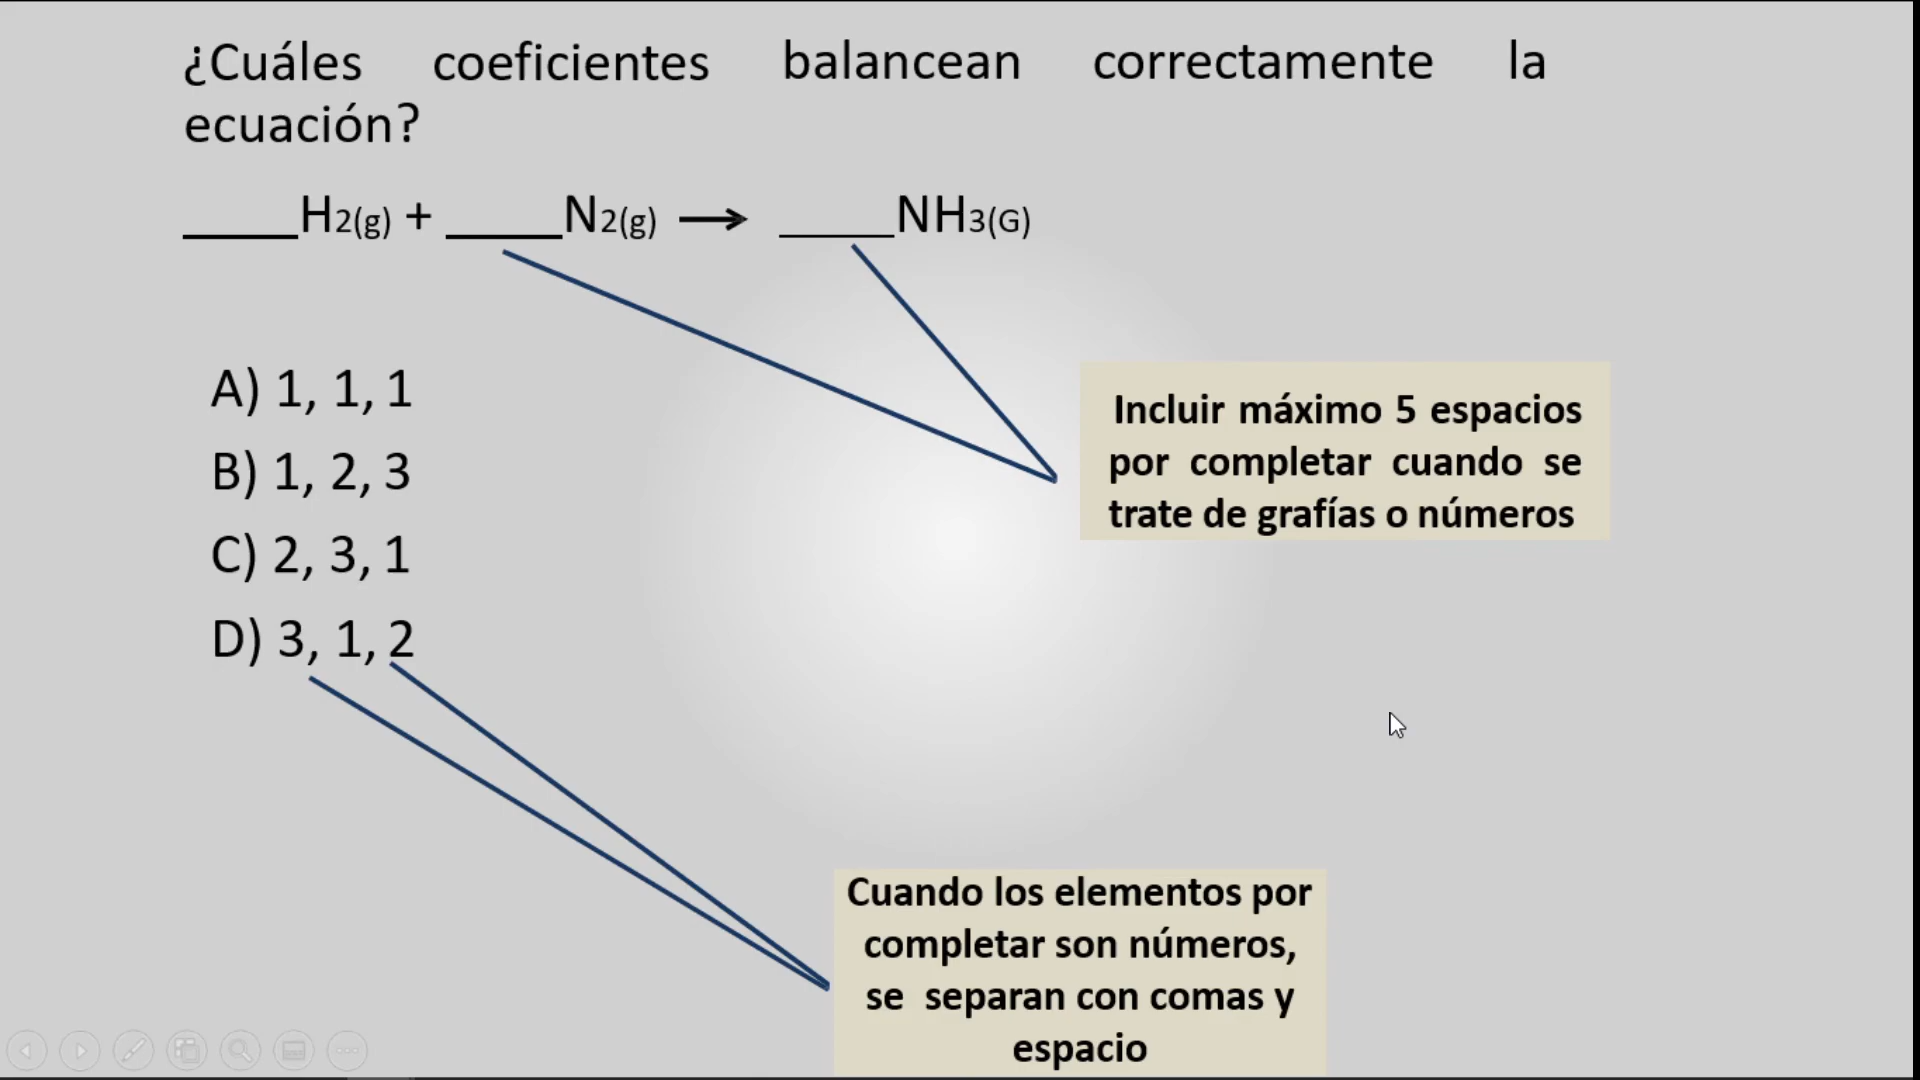 ¿Cuáles coeficientes balancean correctamente la
ecuación?
_____H2(g) + _____N2(g) → _____NH3(G)
A) 1, 1, 1
B) 1, 2, 3
C) 2, 3, 1
D) 3, 1, 2
Incluir máximo 5 espacios
por completar cuando se
trate de grafías o números
Cuando los elementos por
completar son números,
se separan con comas y
espacio